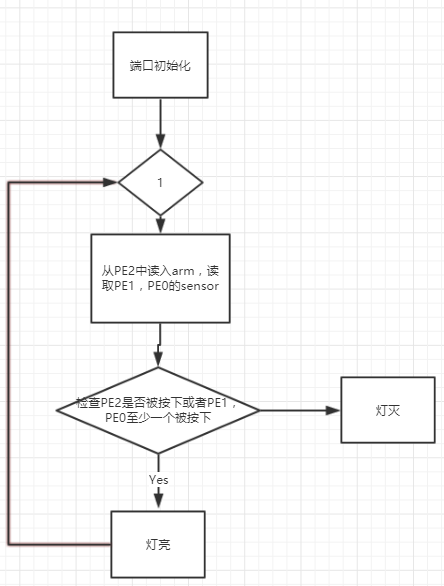 端口初始化
1
从PE2中读入arm，读
取PE1，PE0的sensor
检查PE2是否被按下或者PE1，
PE0至少一个被按下
灯灭
Yes
灯亮